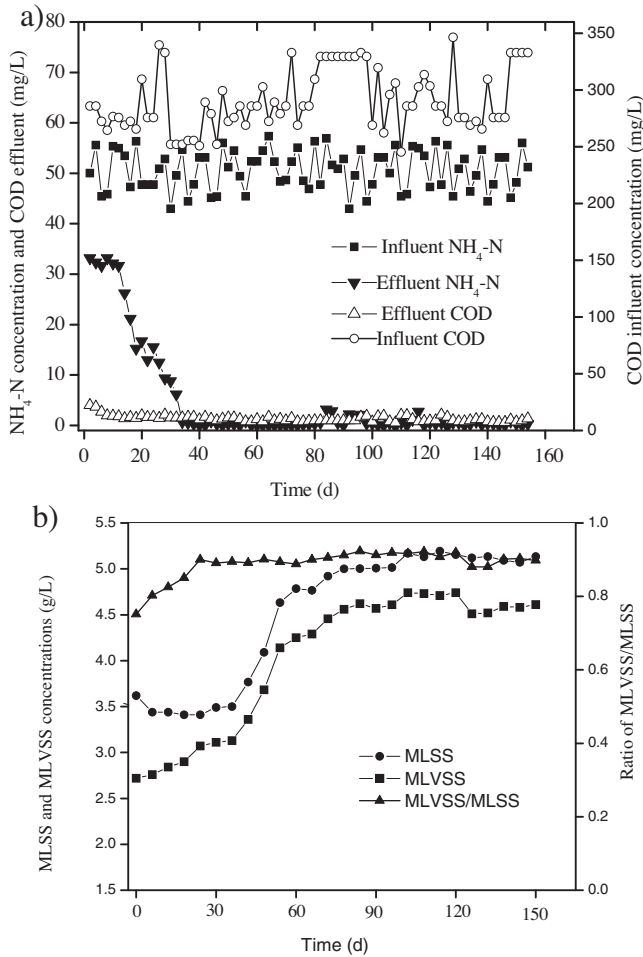 a)
NH4-N concentration and COD effluent (mg/L)
80
70
60
50
40
30
20
10
0
350
300
250
200
150
100
50
0
COD influent concentration (mg/L)
Influent NH4-N
Effluent NH4-N
Effluent COD
Influent COD
0 20 40 60 80 100 120 140 160
Time (d)
b)
MLSS and MLVSS concentrations (g/L)
5.5
5.0
4.5
4.0
3.5
3.0
2.5
2.0
1.5
1.0
0.8
0.6
0.4
0.2
0.0
Ratio of MLVSS/MLSS
MLSS
MLVSS
MLVSS/MLSS
0 30 60 90 120 150
Time (d)